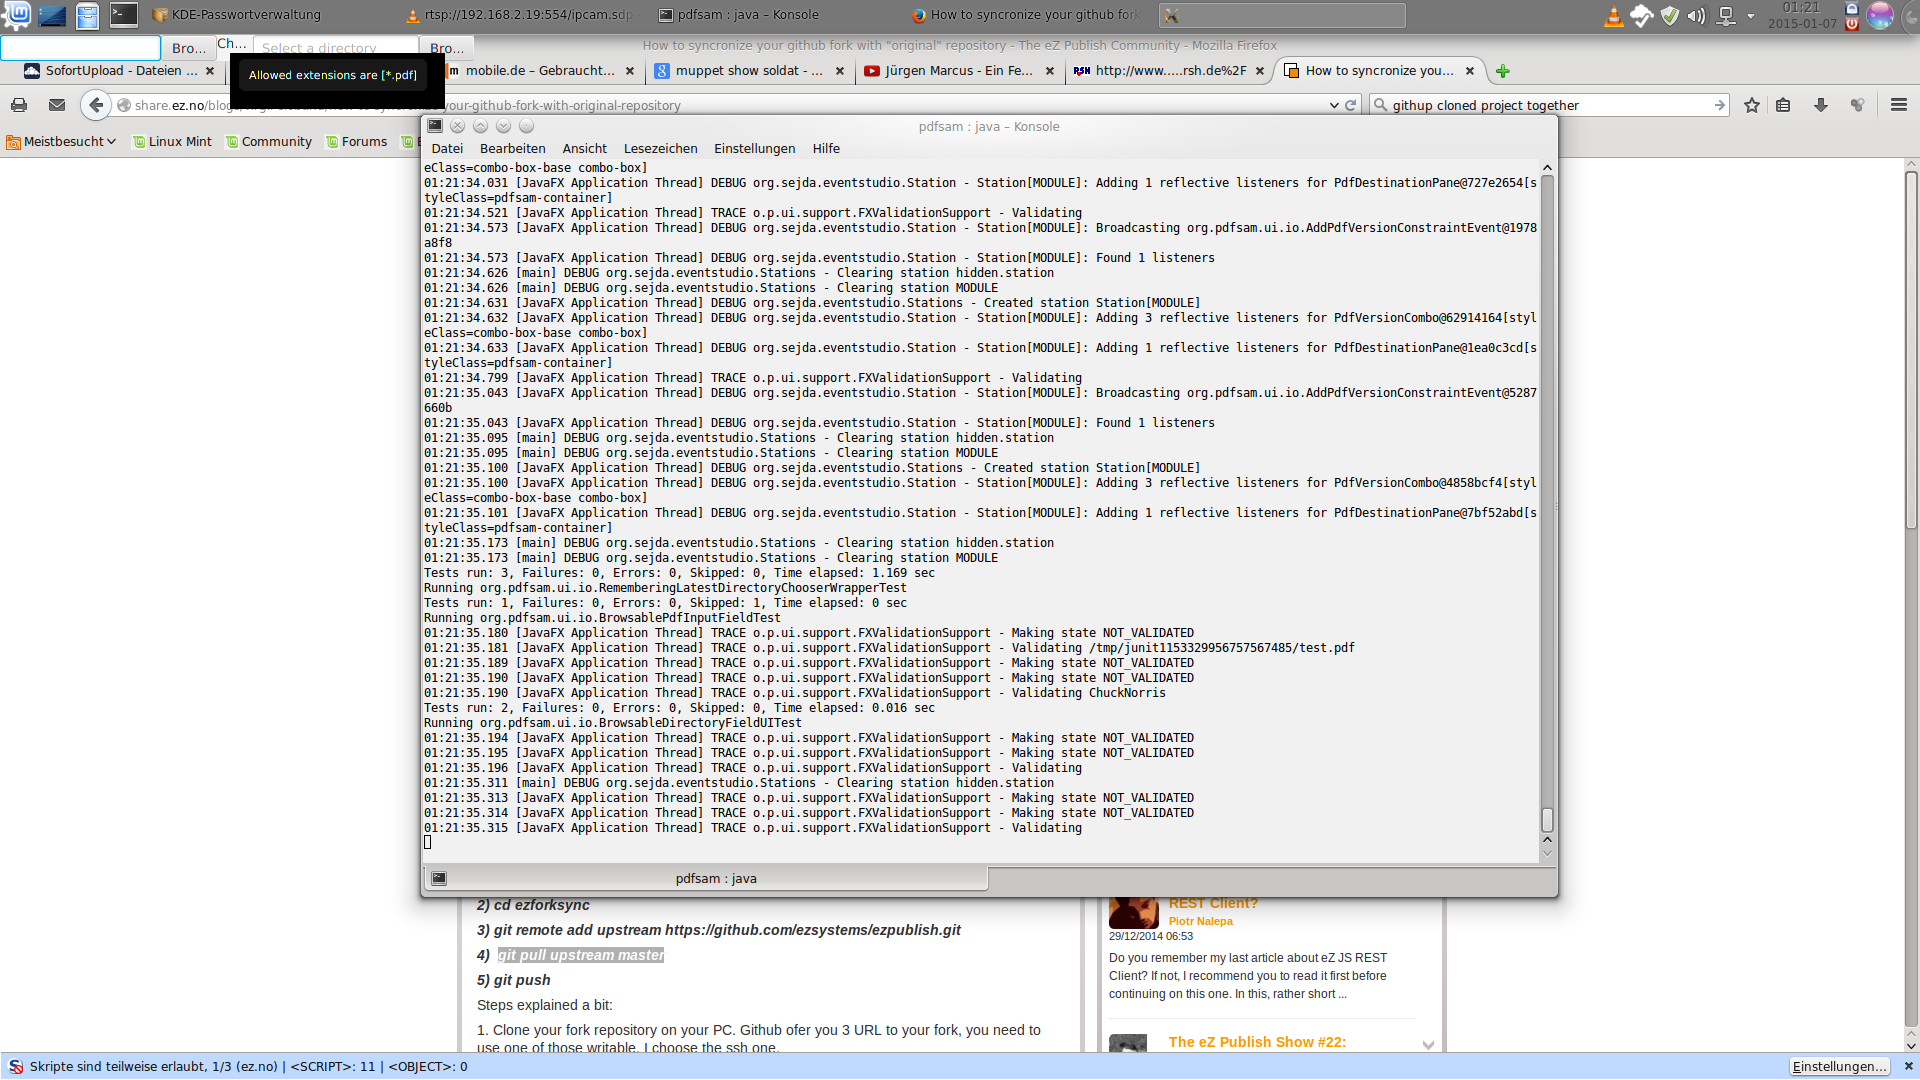 KDE-Passwortverwaltung
rtsp://192.168.2.19:554/ipcam.sdp
pdfsam : java – Konsole
How to syncronize your github fork
01:21
2015-01-07
Bro...
Ch...
Select a directory
Bro...
How to syncronize your github fork with "original" repository - The eZ Publish Community - Mozilla Firefox
Allowed extensions are [*.pdf]
SofortUpload - Dateien ...
mobile.de – Gebraucht...
muppet show soldat - ...
Jürgen Marcus - Ein Fe...
http://www.....rsh.de%2F
How to syncronize you...
share.ez.no/blog
your-github-fork-with-original-repository
githup cloned project together
Meistbesucht
Linux Mint
Community
Forums
pdfsam : java – Konsole
Datei Bearbeiten Ansicht Lesezeichen Einstellungen Hilfe
eClass=combo-box-base combo-box]
01:21:34.031 [JavaFX Application Thread] DEBUG org.sejda.eventstudio.Station - Station[MODULE]: Adding 1 reflective listeners for PdfDestinationPane@727e2654[s
tyleClass=pdfsam-container]
01:21:34.521 [JavaFX Application Thread] TRACE o.p.ui.support.FXValidationSupport - Validating
01:21:34.573 [JavaFX Application Thread] DEBUG org.sejda.eventstudio.Station - Station[MODULE]: Broadcasting org.pdfsam.ui.io.AddPdfVersionConstraintEvent@1978
a8f8
01:21:34.573 [JavaFX Application Thread] DEBUG org.sejda.eventstudio.Station - Station[MODULE]: Found 1 listeners
01:21:34.626 [main] DEBUG org.sejda.eventstudio.Stations - Clearing station hidden.station
01:21:34.626 [main] DEBUG org.sejda.eventstudio.Stations - Clearing station MODULE
01:21:34.631 [JavaFX Application Thread] DEBUG org.sejda.eventstudio.Stations - Created station Station[MODULE]
01:21:34.632 [JavaFX Application Thread] DEBUG org.sejda.eventstudio.Station - Station[MODULE]: Adding 3 reflective listeners for PdfVersionCombo@62914164[styl
eClass=combo-box-base combo-box]
01:21:34.633 [JavaFX Application Thread] DEBUG org.sejda.eventstudio.Station - Station[MODULE]: Adding 1 reflective listeners for PdfDestinationPane@1ea0c3cd[s
tyleClass=pdfsam-container]
01:21:34.799 [JavaFX Application Thread] TRACE o.p.ui.support.FXValidationSupport - Validating
01:21:35.043 [JavaFX Application Thread] DEBUG org.sejda.eventstudio.Station - Station[MODULE]: Broadcasting org.pdfsam.ui.io.AddPdfVersionConstraintEvent@5287
660b
01:21:35.043 [JavaFX Application Thread] DEBUG org.sejda.eventstudio.Station - Station[MODULE]: Found 1 listeners
01:21:35.095 [main] DEBUG org.sejda.eventstudio.Stations - Clearing station hidden.station
01:21:35.095 [main] DEBUG org.sejda.eventstudio.Stations - Clearing station MODULE
01:21:35.100 [JavaFX Application Thread] DEBUG org.sejda.eventstudio.Stations - Created station Station[MODULE]
01:21:35.100 [JavaFX Application Thread] DEBUG org.sejda.eventstudio.Station - Station[MODULE]: Adding 3 reflective listeners for PdfVersionCombo@4858bcf4[styl
eClass=combo-box-base combo-box]
01:21:35.101 [JavaFX Application Thread] DEBUG org.sejda.eventstudio.Station - Station[MODULE]: Adding 1 reflective listeners for PdfDestinationPane@7bf52abd[s
tyleClass=pdfsam-container]
01:21:35.173 [main] DEBUG org.sejda.eventstudio.Stations - Clearing station hidden.station
01:21:35.173 [main] DEBUG org.sejda.eventstudio.Stations - Clearing station MODULE
Tests run: 3, Failures: 0, Errors: 0, Skipped: 0, Time elapsed: 1.169 sec
Running org.pdfsam.ui.io.RememberingLatestDirectoryChooserWrapperTest
Tests run: 1, Failures: 0, Errors: 0, Skipped: 1, Time elapsed: 0 sec
Running org.pdfsam.ui.io.BrowsablePdfInputFieldTest
01:21:35.180 [JavaFX Application Thread] TRACE o.p.ui.support.FXValidationSupport - Making state NOT_VALIDATED
01:21:35.181 [JavaFX Application Thread] TRACE o.p.ui.support.FXValidationSupport - Validating /tmp/junit1153329956757567485/test.pdf
01:21:35.189 [JavaFX Application Thread] TRACE o.p.ui.support.FXValidationSupport - Making state NOT_VALIDATED
01:21:35.190 [JavaFX Application Thread] TRACE o.p.ui.support.FXValidationSupport - Making state NOT_VALIDATED
01:21:35.190 [JavaFX Application Thread] TRACE o.p.ui.support.FXValidationSupport - Validating ChuckNorris
Tests run: 2, Failures: 0, Errors: 0, Skipped: 0, Time elapsed: 0.016 sec
Running org.pdfsam.ui.io.BrowsableDirectoryFieldUITest
01:21:35.194 [JavaFX Application Thread] TRACE o.p.ui.support.FXValidationSupport - Making state NOT_VALIDATED
01:21:35.195 [JavaFX Application Thread] TRACE o.p.ui.support.FXValidationSupport - Making state NOT_VALIDATED
01:21:35.196 [JavaFX Application Thread] TRACE o.p.ui.support.FXValidationSupport - Validating
01:21:35.311 [main] DEBUG org.sejda.eventstudio.Stations - Clearing station hidden.station
01:21:35.313 [JavaFX Application Thread] TRACE o.p.ui.support.FXValidationSupport - Making state NOT_VALIDATED
01:21:35.314 [JavaFX Application Thread] TRACE o.p.ui.support.FXValidationSupport - Making state NOT_VALIDATED
01:21:35.315 [JavaFX Application Thread] TRACE o.p.ui.support.FXValidationSupport - Validating
pdfsam : java
2) cd ezforksync
3) git remote add upstream https://github.com/ezsystems/ezpublish.git
4) git pull upstream master
5) git push
Steps explained a bit:
1. Clone your fork repository on your PC. Github ofer you 3 URL to your fork, you need to
use one of those writable. I choose the ssh one.
REST Client?
Piotr Nalepa
29/12/2014 06:53
Do you remember my last article about eZ JS REST
Client? If not, I recommend you to read it first before
continuing on this one. In this, rather short ...
The eZ Publish Show #22:
Skripte sind teilweise erlaubt, 1/3 (ez.no) | <SCRIPT>: 11 | <OBJECT>: 0
Einstellungen...